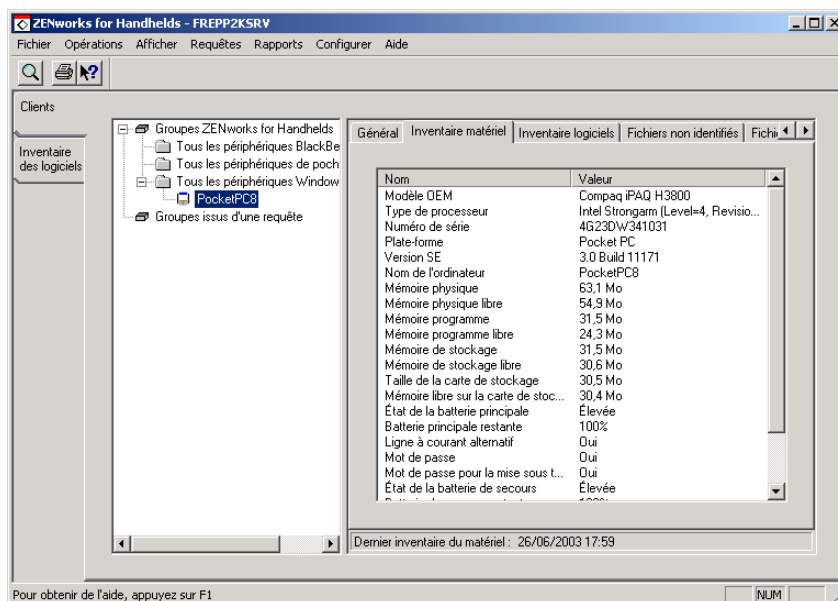 ZENworks for Handhelds - FREPP2KSRV
Fichier Opérations Afficher Requêtes Rapports Configurer Aide
Clients
Inventaire
des logiciels
Groupes ZENworks for Handhelds
Tous les périphériques BlackBe
Tous les périphériques de poch
Tous les périphériques Window
PocketPC8
Groupes issus d'une requête
Général Inventaire matériel Inventaire logiciels Fichiers non identifiés Fichi
Nom Valeur
Modèle OEM Compaq iPAQ H3800
Type de processeur Intel Strongarm (Level=4, Revisio...
Numéro de série 4G23DW341031
Plate-forme Pocket PC
Version SE 3.0 Build 11171
Nom de l'ordinateur PocketPC8
Mémoire physique 63,1 Mo
Mémoire physique libre 54,9 Mo
Mémoire programme 31,5 Mo
Mémoire programme libre 24,3 Mo
Mémoire de stockage 31,5 Mo
Mémoire de stockage libre 30,6 Mo
Taille de la carte de stockage 30,5 Mo
Mémoire libre sur la carte de stoc... 30,4 Mo
État de la batterie principale Élevée
Batterie principale restante 100%
Ligne à courant alternatif Oui
Mot de passe Oui
Mot de passe pour la mise sous t... Oui
État de la batterie de secours Élevée
Dernier inventaire du matériel : 26/06/2003 17:59
Pour obtenir de l'aide, appuyez sur F1 NUM